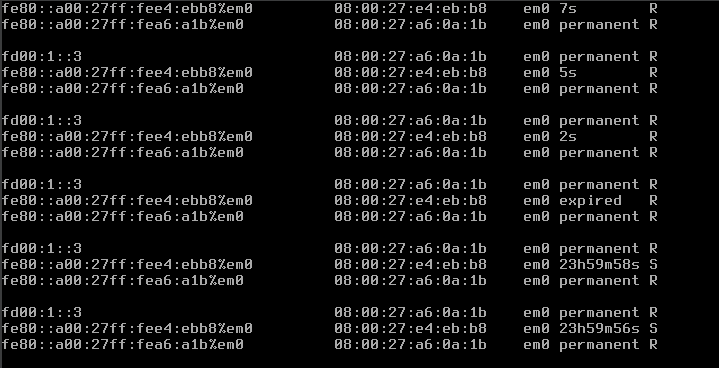 fe80::a00:27ff:fee4:ebb8%em0 08:00:27:e4:eb:b8 em0 7s R
fe80::a00:27ff:fea6:a1b%em0 08:00:27:a6:0a:1b em0 permanent R
fd00:1::3 08:00:27:a6:0a:1b em0 permanent R
fe80::a00:27ff:fee4:ebb8%em0 08:00:27:e4:eb:b8 em0 5s R
fe80::a00:27ff:fea6:a1b%em0 08:00:27:a6:0a:1b em0 permanent R
fd00:1::3 08:00:27:a6:0a:1b em0 permanent R
fe80::a00:27ff:fee4:ebb8%em0 08:00:27:e4:eb:b8 em0 2s R
fe80::a00:27ff:fea6:a1b%em0 08:00:27:a6:0a:1b em0 permanent R
fd00:1::3 08:00:27:a6:0a:1b em0 permanent R
fe80::a00:27ff:fee4:ebb8%em0 08:00:27:e4:eb:b8 em0 expired R
fe80::a00:27ff:fea6:a1b%em0 08:00:27:a6:0a:1b em0 permanent R
fd00:1::3 08:00:27:a6:0a:1b em0 permanent R
fe80::a00:27ff:fee4:ebb8%em0 08:00:27:e4:eb:b8 em0 23h59m58s S
fe80::a00:27ff:fea6:a1b%em0 08:00:27:a6:0a:1b em0 permanent R
fd00:1::3 08:00:27:a6:0a:1b em0 permanent R
fe80::a00:27ff:fee4:ebb8%em0 08:00:27:e4:eb:b8 em0 23h59m56s S
fe80::a00:27ff:fea6:a1b%em0 08:00:27:a6:0a:1b em0 permanent R